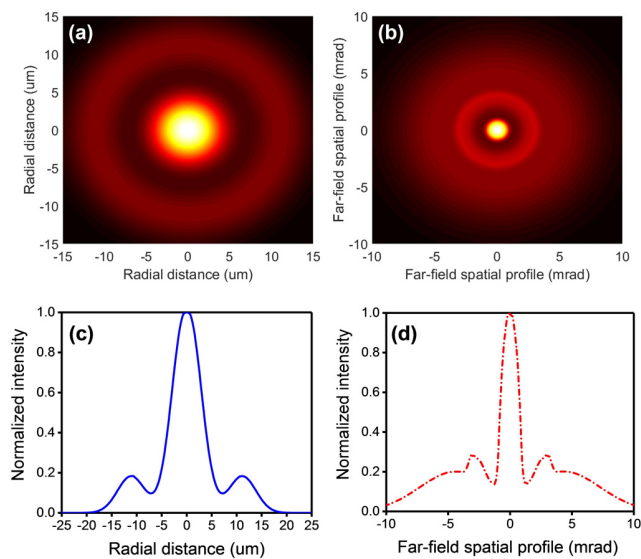 (a)
15
10
5
0
-5
-10
-15
-15 -10 -5 0 5 10 15
Radial distance (um)
Radial distance (um)
(b)
10
5
0
-5
-10
-10 -5 0 5 10
Far-field spatial profile (mrad)
Far-field spatial profile (mrad)
(c)
1.0
0.8
0.6
0.4
0.2
0.0
-25 -20 -15 -10 -5 0 5 10 15 20 25
Normalized intensity
Radial distance (um)
(d)
1.0
0.8
0.6
0.4
0.2
0.0
-10 -5 0 5 10
Normalized intensity
Far-field spatial profile (mrad)